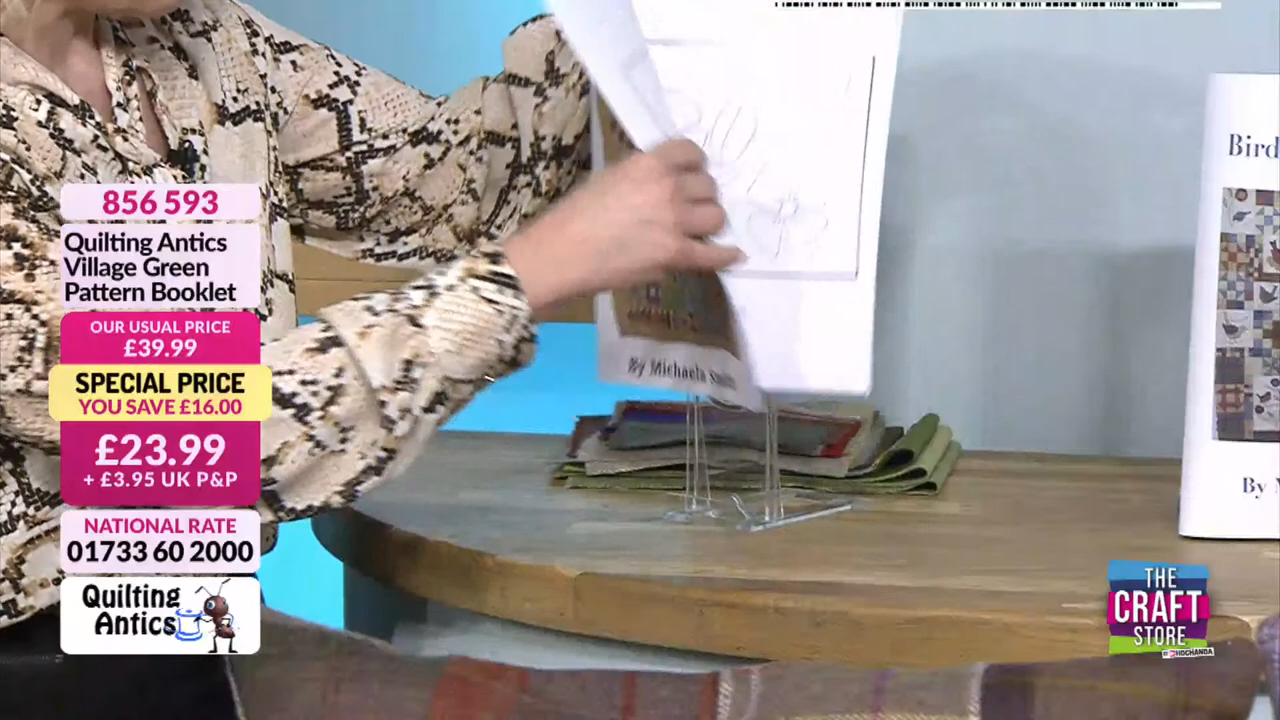 856 593
Quilting Antics
Village Green
Pattern Booklet
OUR USUAL PRICE
£39.99
SPECIAL PRICE
YOU SAVE £16.00
£23.99
+ £3.95 UK P&P
NATIONAL RATE
01733 60 2000
Quilting
Antics
By Michaela
Bird
By
THE
CRAFT
STORE
HOCHANDA